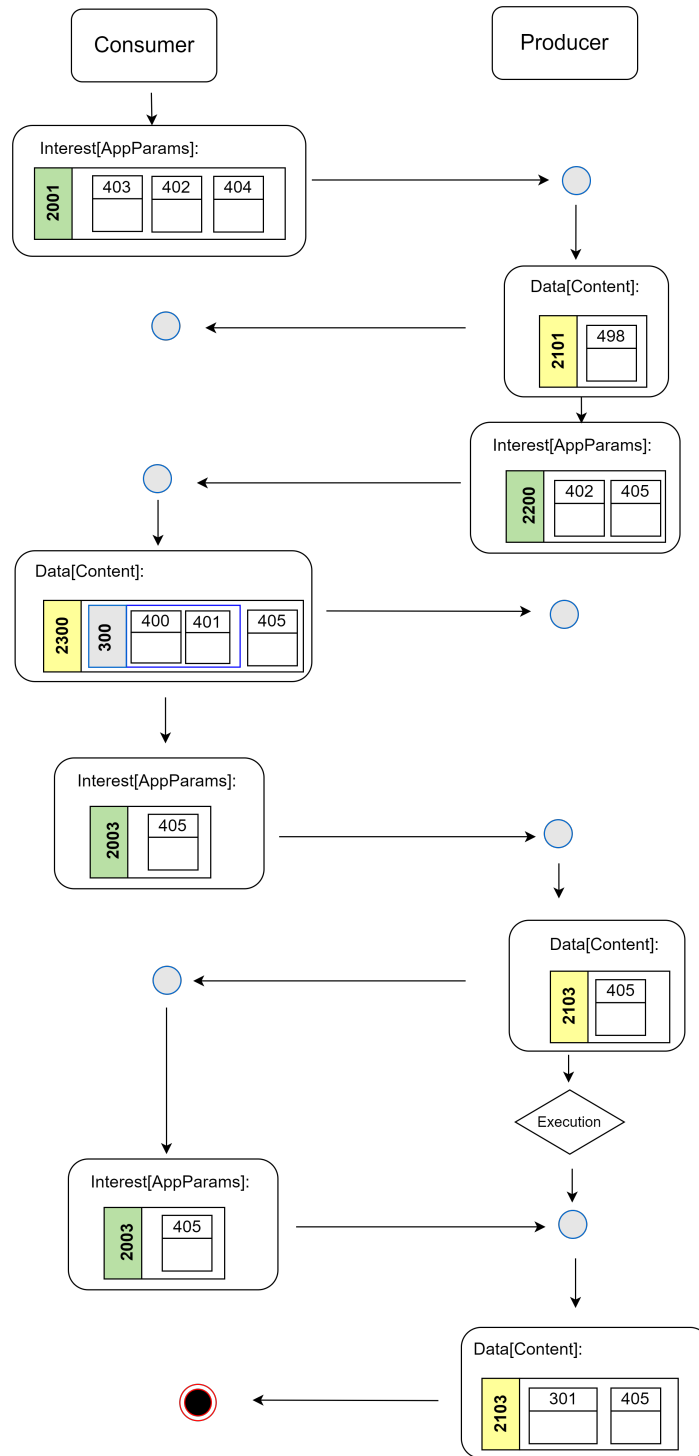 Consumer
Producer
Interest[AppParams]:
2001
403
402
404
Data[Content]:
2101
498
Interest[AppParams]:
2200
402
405
Data[Content]:
2300
300
400
401
405
Interest[AppParams]:
2003
405
Data[Content]:
2103
405
Execution
Interest[AppParams]:
2003
405
Data[Content]:
2103
301
405